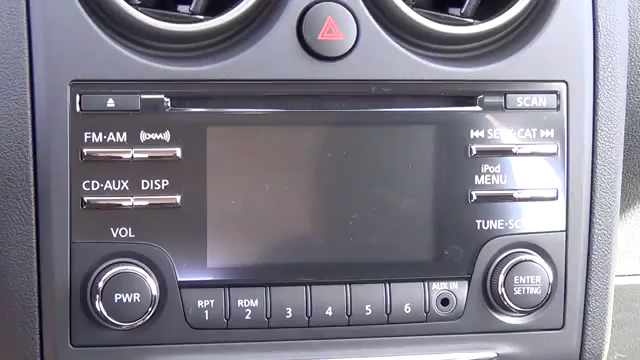 SCAN
FM·AM ((XM))
SEEK·CAT
CD·AUX DISP
iPod
MENU
VOL
PWR
RPT
1
RDM
2
3
4
5
6
AUX IN
TUNE·SC
ENTER
SETTING